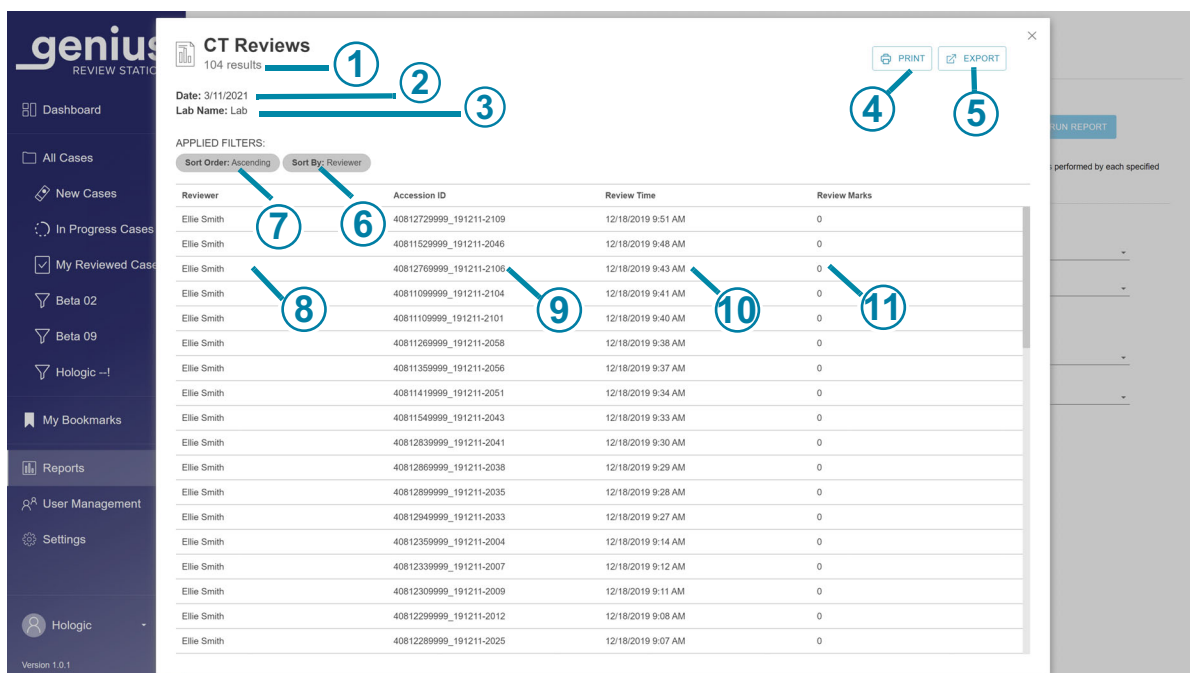 genius
REVIEW STATIC
Dashboard
All Cases
New Cases
In Progress Cases
My Reviewed Case
Beta 02
Beta 09
Hologic --!
My Bookmarks
Reports
User Management
Settings
Hologic
Version 1.0.1
CT Reviews
104 results
1
Date: 3/11/2021
2
Lab Name: Lab
3
PRINT
EXPORT
4
5
APPLIED FILTERS:
Sort Order: Ascending
Sort By: Reviewer
7
6
Reviewer Accession ID Review Time Review Marks
Ellie Smith 40812729999_191211-2109 12/18/2019 9:51 AM 0
Ellie Smith 40811529999_191211-2046 12/18/2019 9:48 AM 0
Ellie Smith 40812769999_191211-2106 12/18/2019 9:43 AM 0
8
9
10
11
Ellie Smith 40811099999_191211-2104 12/18/2019 9:41 AM 0
Ellie Smith 40811109999_191211-2101 12/18/2019 9:40 AM 0
Ellie Smith 40811269999_191211-2058 12/18/2019 9:38 AM 0
Ellie Smith 40811359999_191211-2056 12/18/2019 9:37 AM 0
Ellie Smith 40811419999_191211-2051 12/18/2019 9:34 AM 0
Ellie Smith 40811549999_191211-2043 12/18/2019 9:33 AM 0
Ellie Smith 40812839999_191211-2041 12/18/2019 9:30 AM 0
Ellie Smith 40812869999_191211-2038 12/18/2019 9:29 AM 0
Ellie Smith 40812899999_191211-2035 12/18/2019 9:28 AM 0
Ellie Smith 40812949999_191211-2033 12/18/2019 9:27 AM 0
Ellie Smith 40812359999_191211-2004 12/18/2019 9:14 AM 0
Ellie Smith 40812339999_191211-2007 12/18/2019 9:12 AM 0
Ellie Smith 40812309999_191211-2009 12/18/2019 9:11 AM 0
Ellie Smith 40812299999_191211-2012 12/18/2019 9:08 AM 0
Ellie Smith 40812289999_191211-2025 12/18/2019 9:07 AM 0
RUN REPORT
s performed by each specified